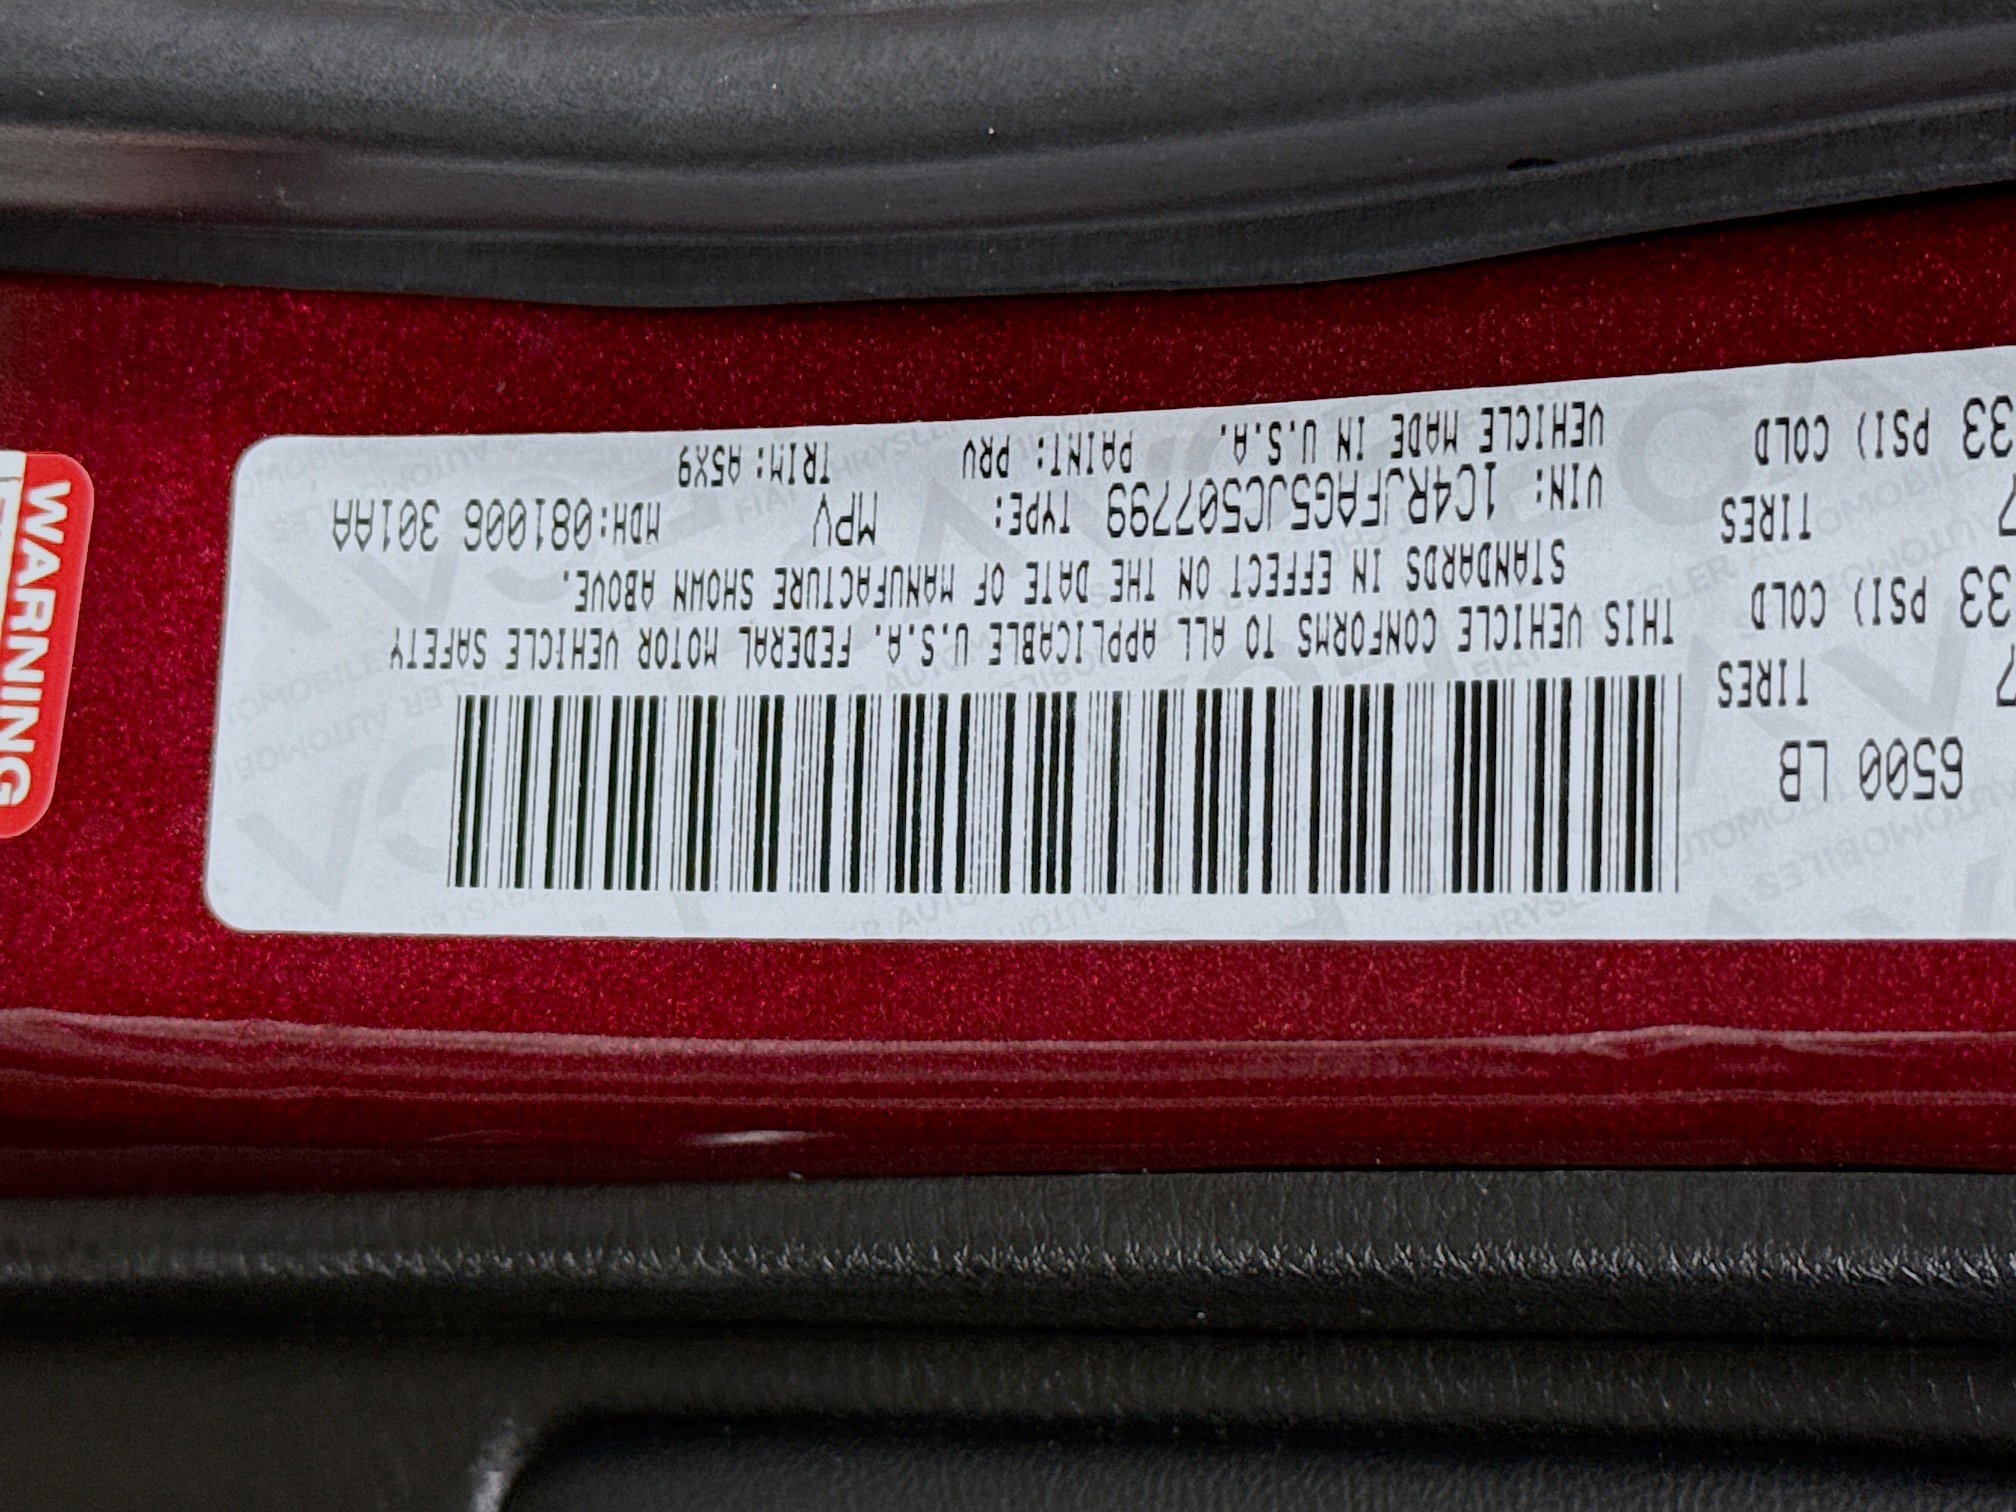 6500 LB
TIRES
33 PSI) COLD
TIRES
33 PSI) COLD
THIS VEHICLE CONFORMS TO ALL APPLICABLE U.S.A. FEDERAL MOTOR VEHICLE SAFETY
STANDARDS IN EFFECT ON THE DATE OF MANUFACTURE SHOWN ABOVE.
VIN: 1C4RJFAG5JC507799 TYPE: MPV MDH:081006 301AA
VEHICLE MADE IN U.S.A. PAINT: PRV TRIM: A5X9
WARNING